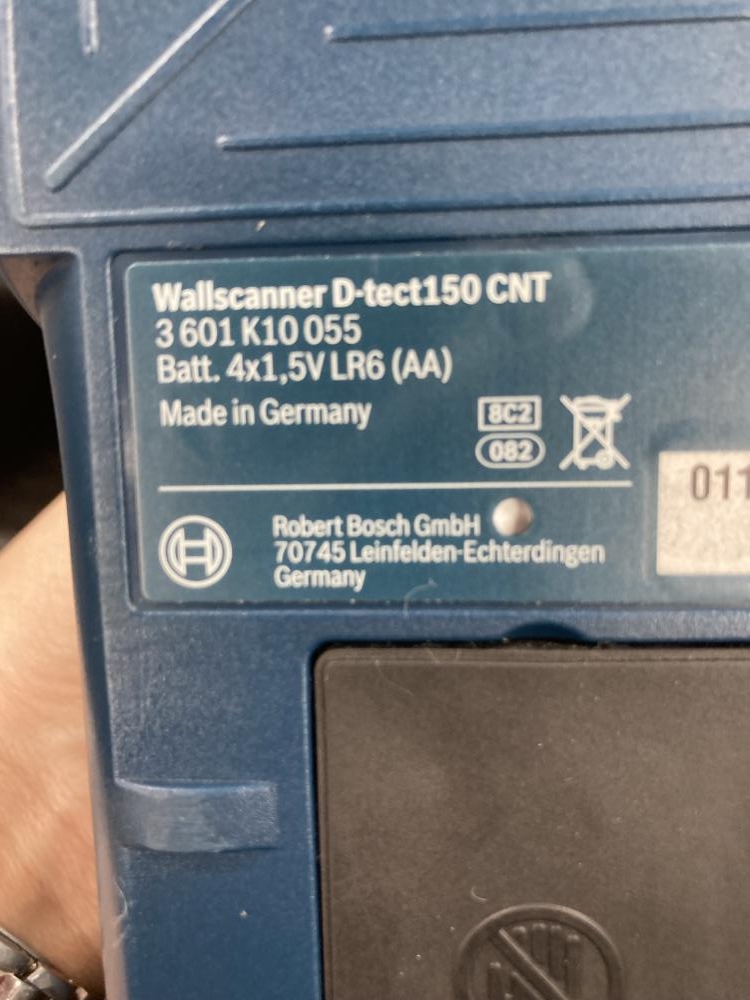 Wallscanner D-tect150 CNT
3 601 K10 055
Batt. 4x1,5V LR6 (AA)
Made in Germany
8C2
082
011
Robert Bosch GmbH
70745 Leinfelden-Echterdingen
Germany